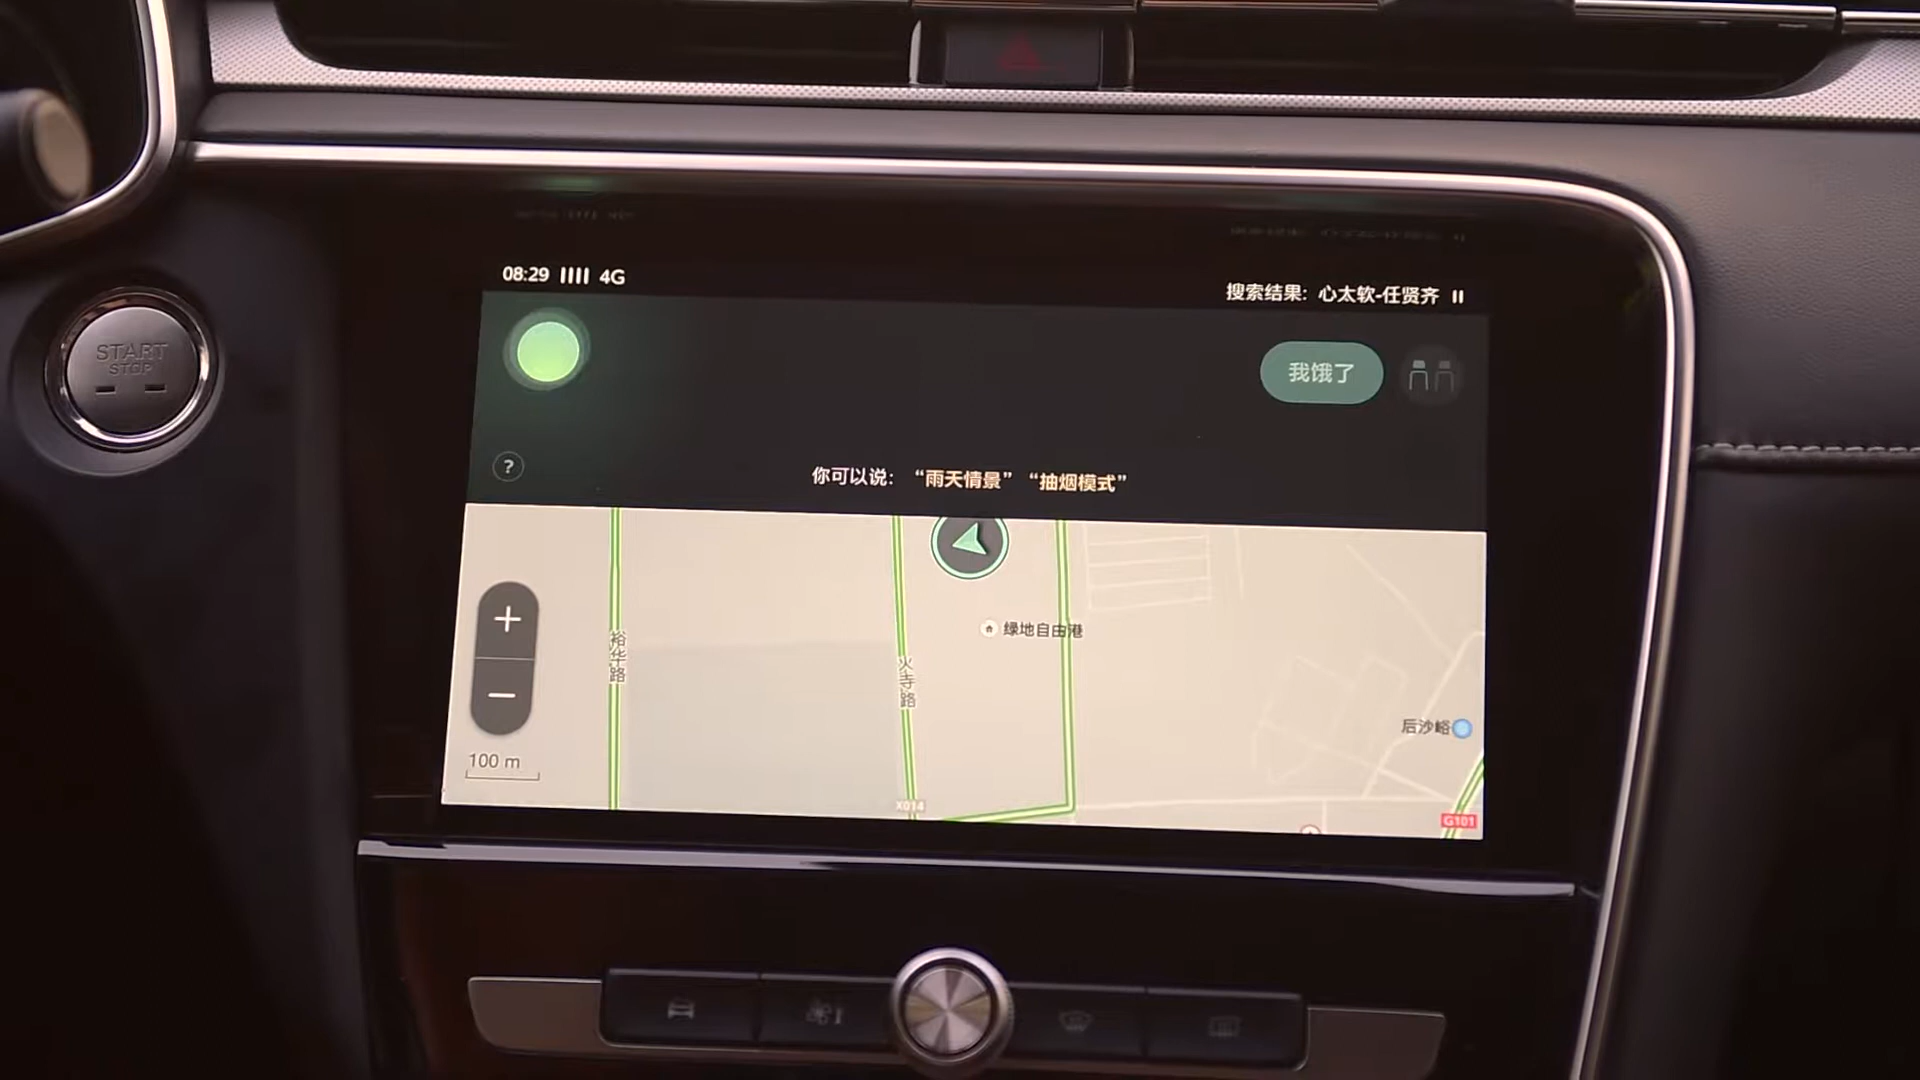 08:29 4G
搜索结果：心太软-任贤齐
START
STOP
我饿了
?
你可以说：“雨天情景”“抽烟模式”
绿地自由港
裕华路
火寺路
后沙峪
100 m
X014
G101